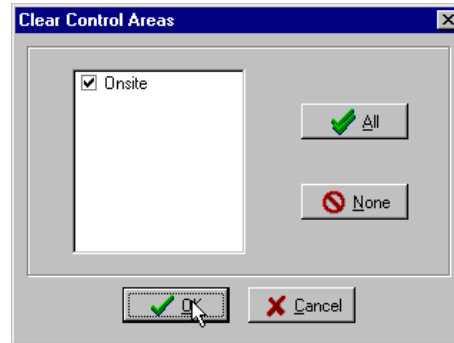 Clear Control Areas
Onsite
All
None
OK
Cancel